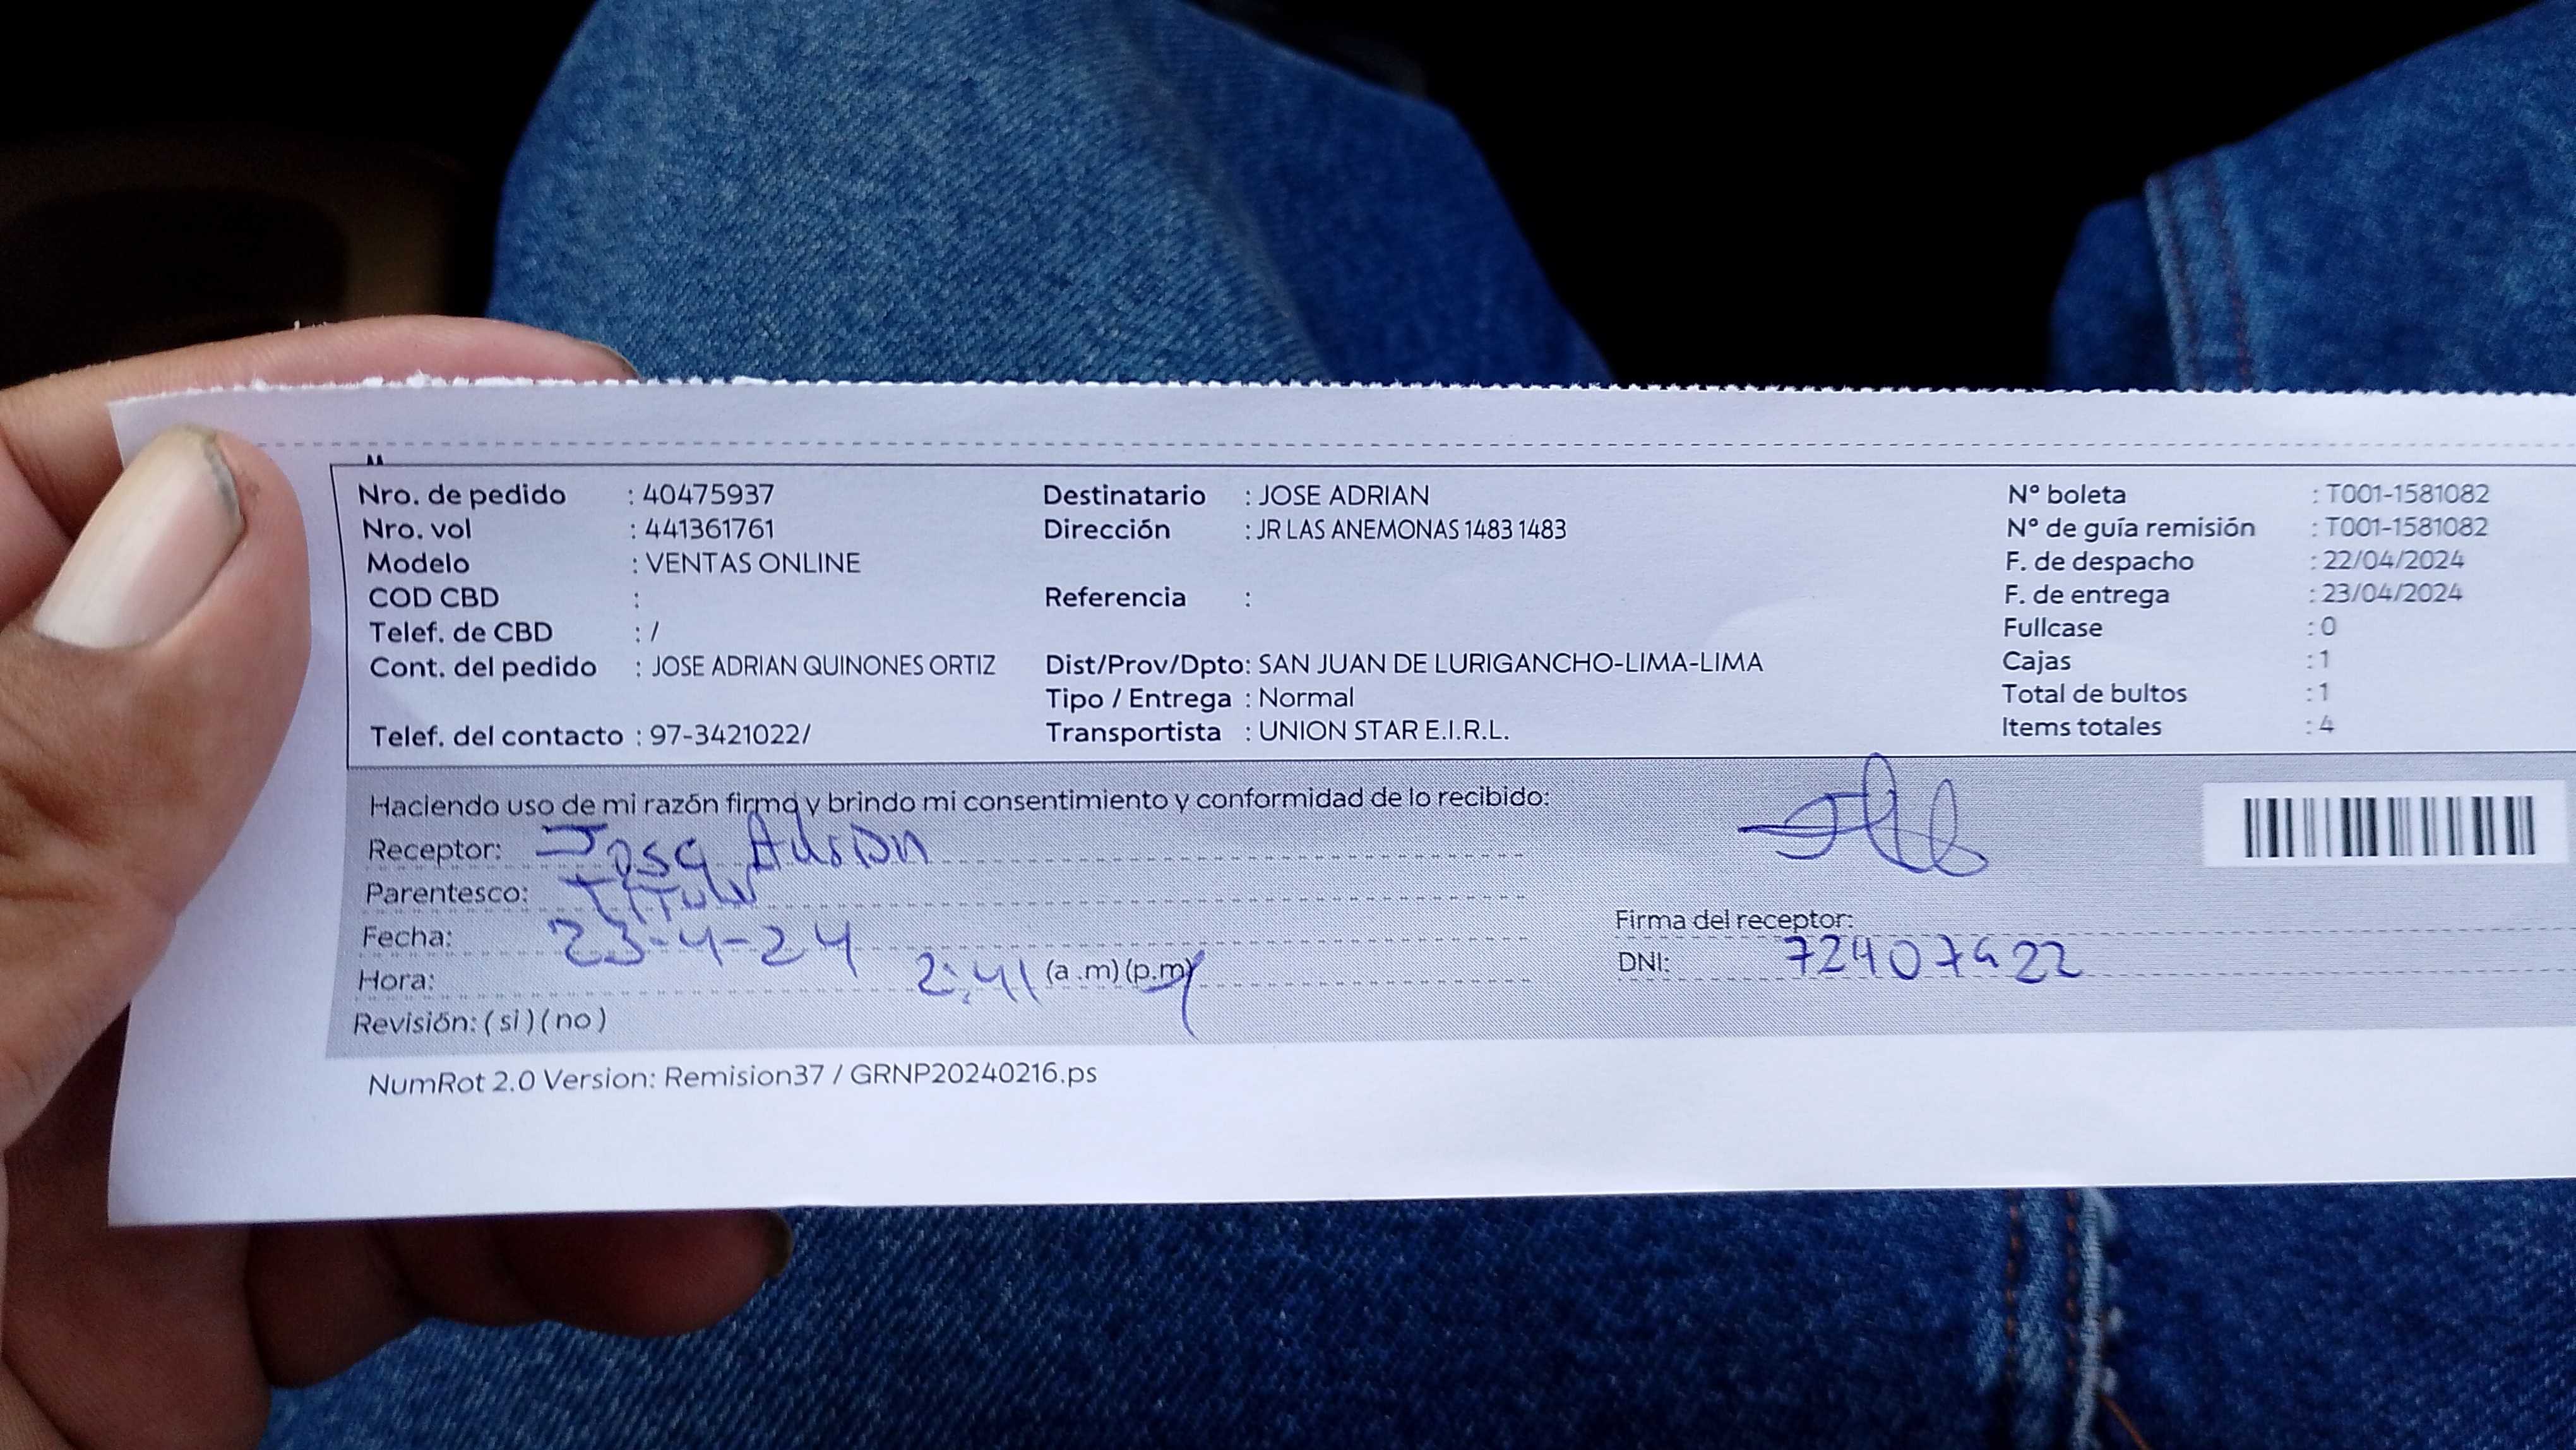 Nro. de pedido : 40475937
Nro. vol : 441361761
Modelo : VENTAS ONLINE
COD CBD :
Telef. de CBD : /
Cont. del pedido : JOSE ADRIAN QUINONES ORTIZ
Telef. del contacto : 97-3421022/
Destinatario : JOSE ADRIAN
Dirección : JR LAS ANEMONAS 1483 1483
Referencia :
Dist/Prov/Dpto: SAN JUAN DE LURIGANCHO-LIMA-LIMA
Tipo / Entrega : Normal
Transportista : UNION STAR E.I.R.L.
N° boleta : T001-1581082
N° de guía remisión : T001-1581082
F. de despacho : 22/04/2024
F. de entrega : 23/04/2024
Fullcase : 0
Cajas : 1
Total de bultos : 1
Items totales : 4
Haciendo uso de mi razón firmo y brindo mi consentimiento y conformidad de lo recibido:
Receptor: Jose Adrian
Parentesco: Titular
Fecha: 23-4-24
Hora: 2:41 (a.m) (p.m)
Revisión: ( si ) ( no )
Firma del receptor:
DNI:
NumRot 2.0 Version: Remision37 / GRNP20240216.ps